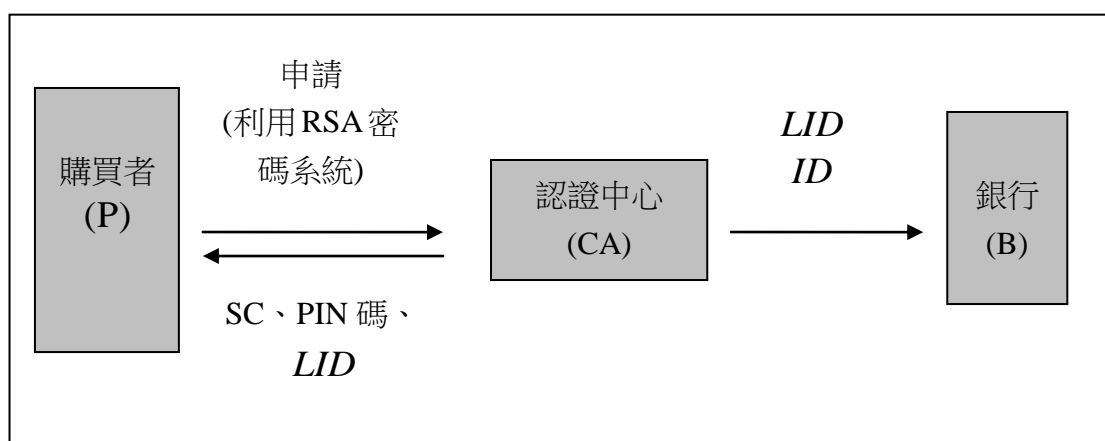 購買者
(P)
申請
(利用RSA密
碼系統)
SC、PIN 碼、
LID
認證中心
(CA)
LID
ID
銀行
(B)